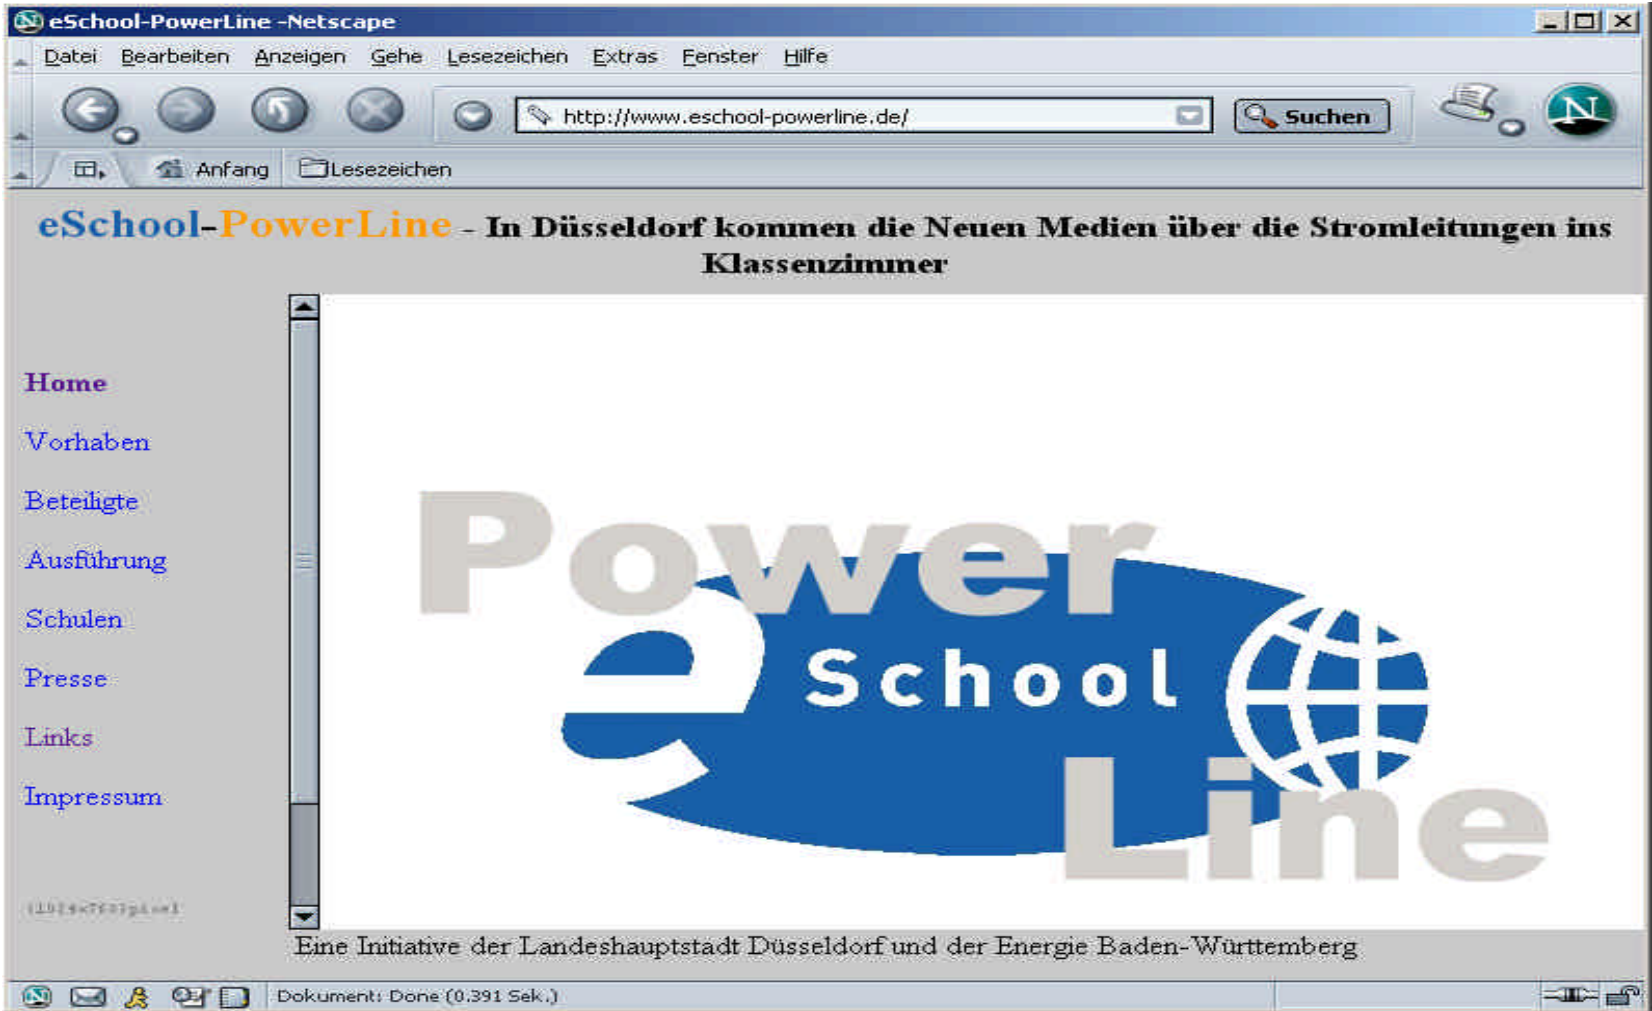 eSchool-PowerLine -Netscape
Datei Bearbeiten Anzeigen Gehe Lesezeichen Extras Fenster Hilfe
http://www.eschool-powerline.de/ Suchen N
Anfang Lesezeichen
eSchool-PowerLine - In Düsseldorf kommen die Neuen Medien über die Stromleitungen ins
Klassenzimmer
Home
Vorhaben
Beteiligte
Ausführung
Schulen
Presse
Links
Impressum
Power
e School
Line
Eine Initiative der Landeshauptstadt Düsseldorf und der Energie Baden-Württemberg
Dokument: Done (0.391 Sek.)